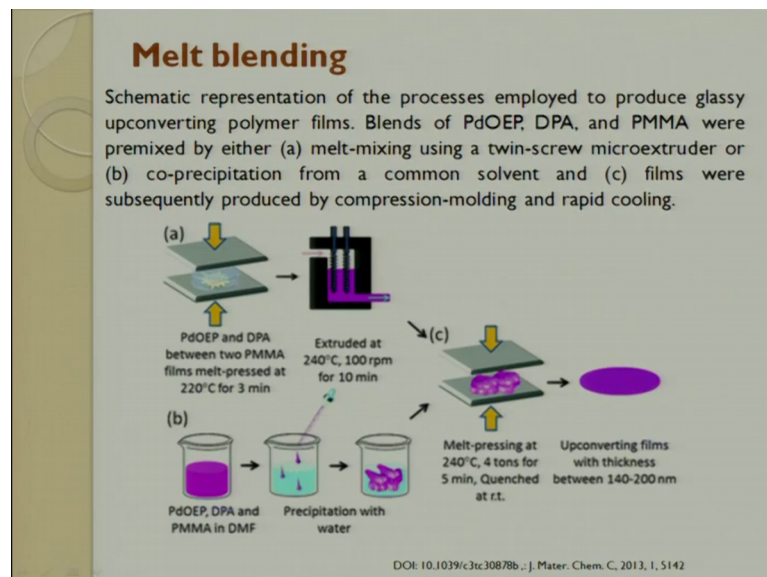 Melt blending
Schematic representation of the processes employed to produce glassy
upconverting polymer films. Blends of PdOEP, DPA, and PMMA were
premixed by either (a) melt-mixing using a twin-screw microextruder or
(b) co-precipitation from a common solvent and (c) films were
subsequently produced by compression-molding and rapid cooling.
(a)
PdOEP and DPA
between two PMMA
films melt-pressed at
220°C for 3 min
Extruded at
240°C, 100 rpm
for 10 min
(b)
PdOEP, DPA and
PMMA in DMF
Precipitation with
water
(c)
Melt-pressing at
240°C, 4 tons for
5 min, Quenched
at r.t.
Upconverting films
with thickness
between 140-200 nm
DOI: 10.1039/c3tc30878b ,: J. Mater. Chem. C, 2013, 1, 5142